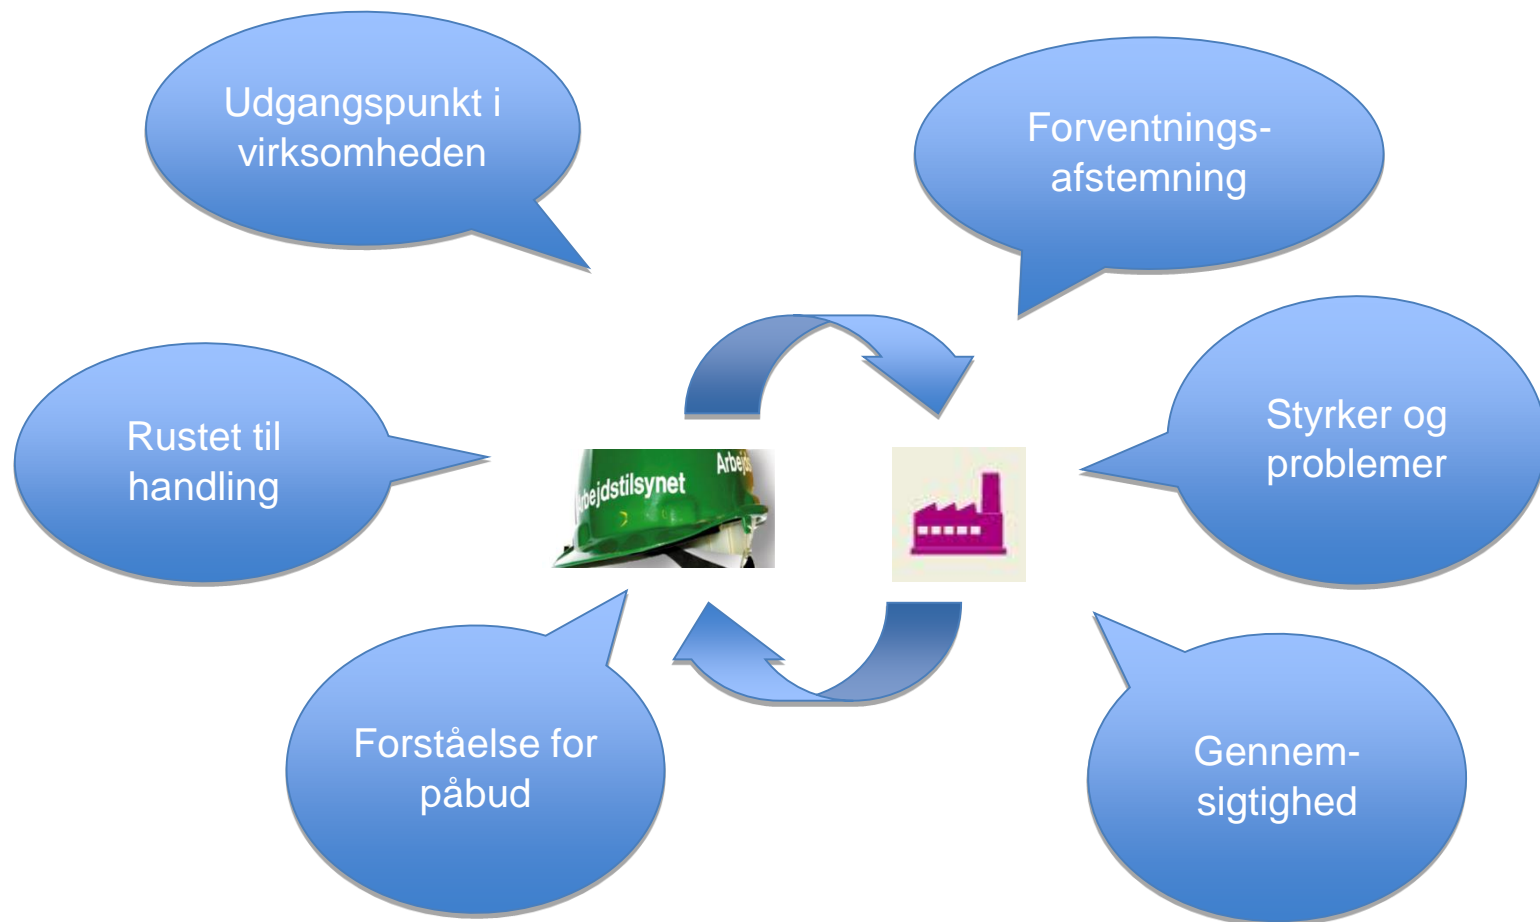 Udgangspunkt i
virksomheden
Forventnings-
afstemning
Rustet til
handling
Arbejdstilsynet
Styrker og
problemer
Forståelse for
påbud
Gennem-
sigtighed